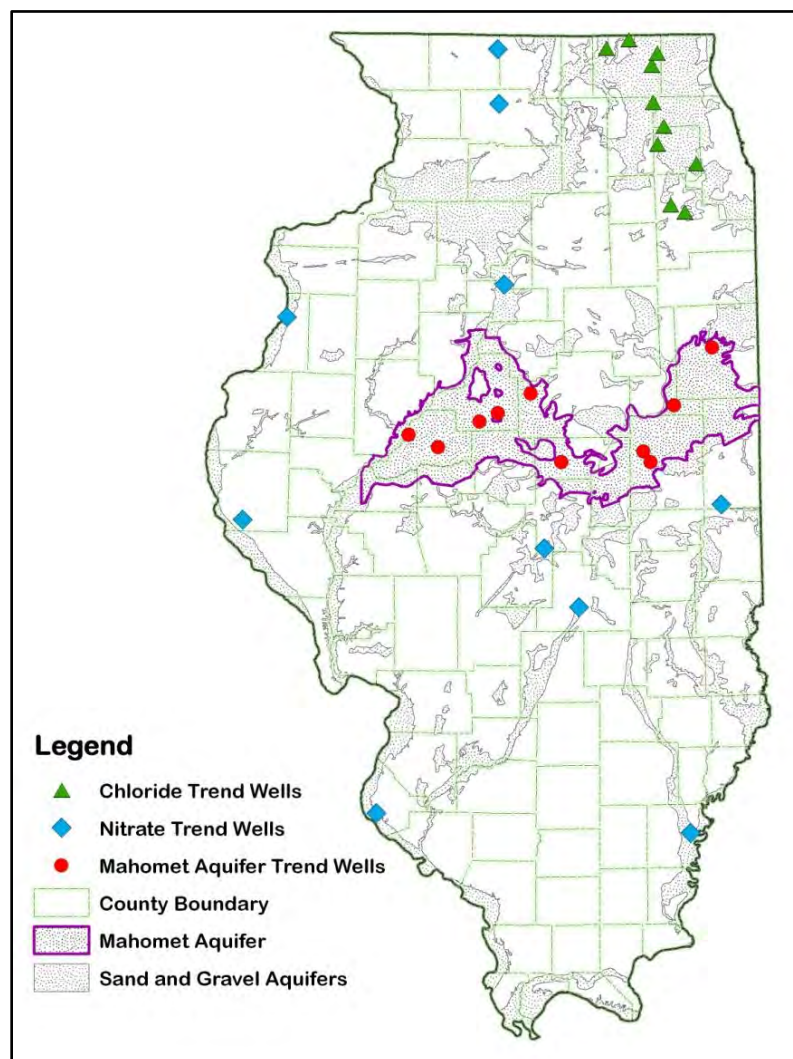 Legend
Chloride Trend Wells
Nitrate Trend Wells
Mahomet Aquifer Trend Wells
County Boundary
Mahomet Aquifer
Sand and Gravel Aquifers